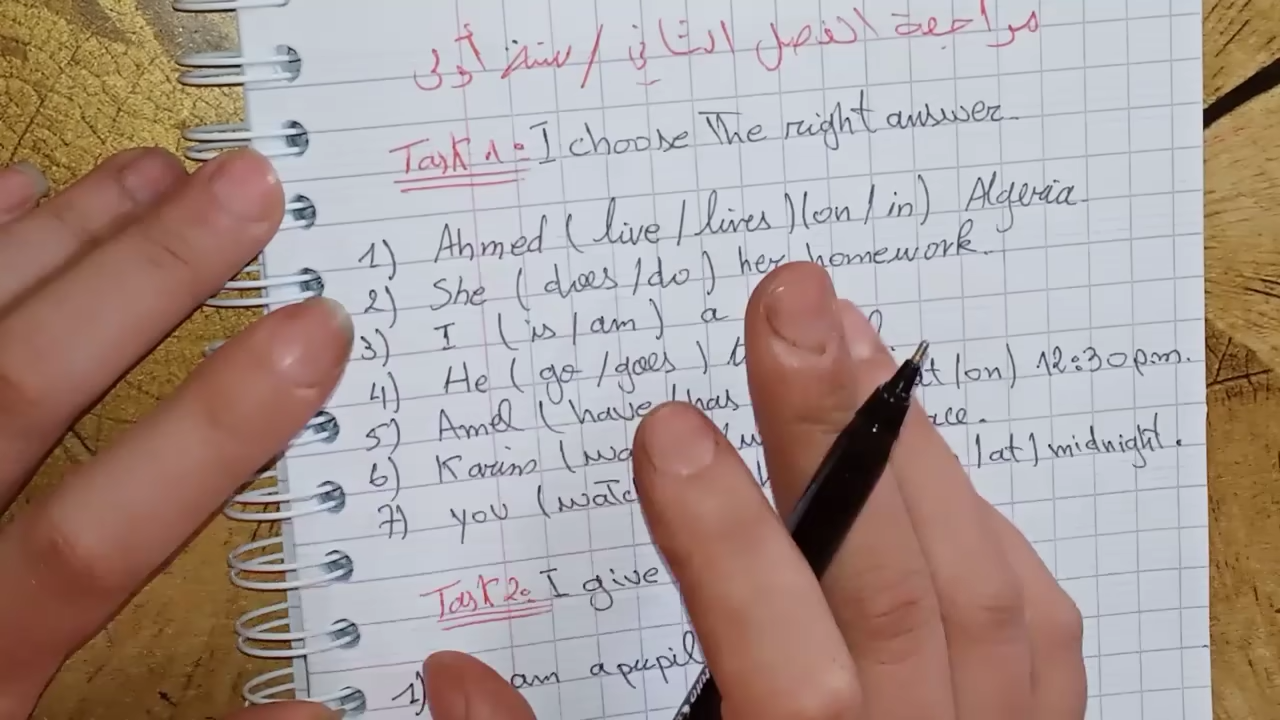 مراجعة الفصل الثاني / سنة أولى
Task 1: I choose the right answer.
1) Ahmed (live / lives) (on / in) Algeria.
2) She (does / do) her homework.
3) I (is / am) a
4) He (go / goes) at / on) 12:30 p.m.
5) Amel (have / has
6) Karim / at) midnight.
7) you
Task 2: I give
1) am a pupil